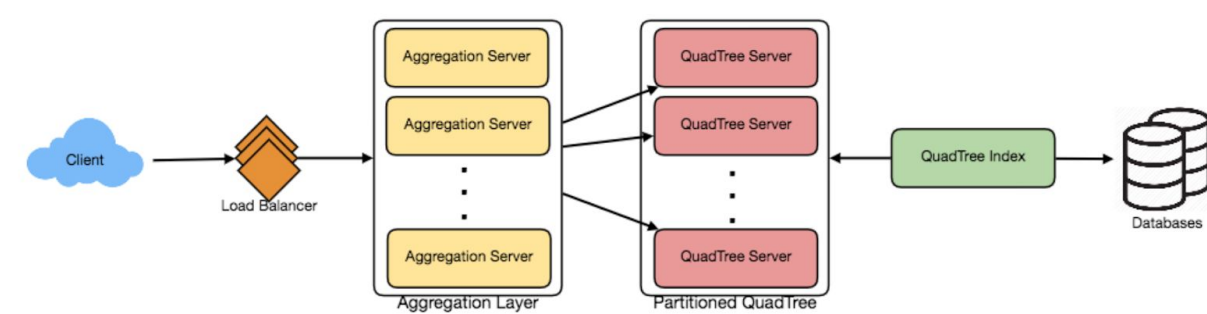 Client
Load Balancer
Aggregation Server
Aggregation Server
Aggregation Server
Aggregation Layer
QuadTree Server
QuadTree Server
QuadTree Server
Partitioned QuadTree
QuadTree Index
Databases